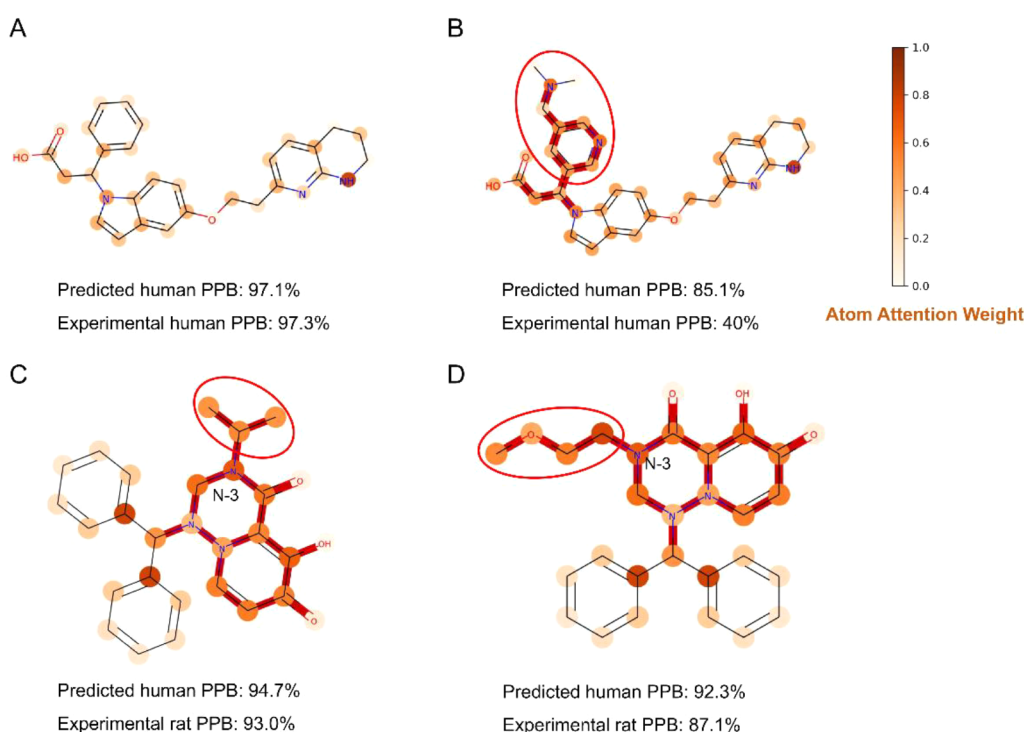 A
B
O
HO
N
N
NH
O
Predicted human PPB: 97.1%
Experimental human PPB: 97.3%
N
N
O
HO
N
N
NH
O
Predicted human PPB: 85.1%
Experimental human PPB: 40%
1.0
0.8
0.6
0.4
0.2
0.0
Atom Attention Weight
C
D
N
N-3
O
N
N
OH
O
Predicted human PPB: 94.7%
Experimental rat PPB: 93.0%
O
OH
O
O
N
N-3
N
N
Predicted human PPB: 92.3%
Experimental rat PPB: 87.1%